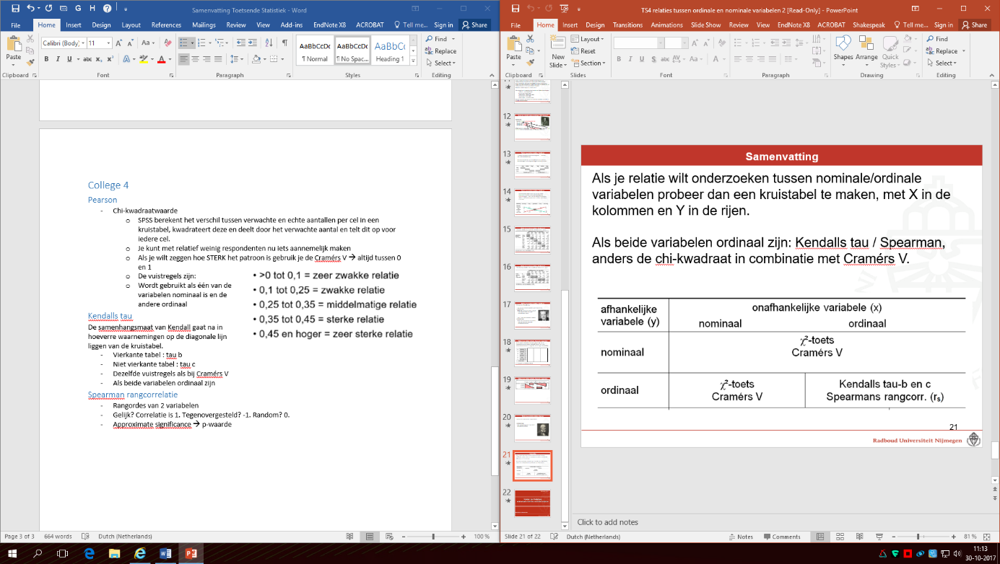 Samenvatting Toetsende Statistiek - Word
File Home Insert Design Layout References Mailings Review View Add-ins EndNote X8 ACROBAT Tell me... Sign in Share
Paste
Calibri (Body) 11
AaBbCcDc AaBbCcDc AaBbC
¶ Normal ¶ No Spac... Heading 1
Find
Replace
Select
Clipboard Font Paragraph Styles Editing
College 4
Pearson
- Chi-kwadraatwaarde
o SPSS berekent het verschil tussen verwachte en echte aantallen per cel in een
kruistabel, kwadrateert deze en deelt door het verwachte aantal en telt dit op voor
iedere cel.
o Je kunt met relatief weinig respondenten nu iets aannemelijk maken
o Als je wilt zeggen hoe STERK het patroon is gebruik je de Cramérs V → altijd tussen 0
en 1
o De vuistregels zijn:
o Wordt gebruikt als één van de
variabelen nominaal is en de
andere ordinaal
• >0 tot 0,1 = zeer zwakke relatie
• 0,1 tot 0,25 = zwakke relatie
• 0,25 tot 0,35 = middelmatige relatie
• 0,35 tot 0,45 = sterke relatie
• 0,45 en hoger = zeer sterke relatie
Kendalls tau
De samenhangsmaat van Kendall gaat na in
hoeverre waarnemingen op de diagonale lijn
liggen van de kruistabel.
- Vierkante tabel : tau b
- Niet vierkante tabel : tau c
- Dezelfde vuistregels als bij Cramérs V
- Als beide variabelen ordinaal zijn
Spearman rangcorrelatie
- Rangordes van 2 variabelen
- Gelijk? Correlatie is 1. Tegenovergesteld? -1. Random? 0.
- Approximate significance → p-waarde
Page 3 of 3 664 words Dutch (Netherlands) 100 %
TS4 relaties tussen ordinale en nominale variabelen 2 [Read-Only] - PowerPoint
File Home Insert Design Transitions Animations Slide Show Review View EndNote X8 ACROBAT Shakespeak Tell me... Sign in Share
Paste
New
Slide
Layout
Reset
Section
Shapes Arrange Quick
Styles
Find
Replace
Select
Clipboard Slides Font Paragraph Drawing Editing
12
13
14
15
16
17
18
19
20
21
22
Samenvatting
Als je relatie wilt onderzoeken tussen nominale/ordinale
variabelen probeer dan een kruistabel te maken, met X in de
kolommen en Y in de rijen.
Als beide variabelen ordinaal zijn: Kendalls tau / Spearman,
anders de chi-kwadraat in combinatie met Cramérs V.
afhankelijke
variabele (y)
onafhankelijke variabele (x)
nominaal ordinaal
nominaal
χ²-toets
Cramérs V
ordinaal
χ²-toets
Cramérs V
Kendalls tau-b en c
Spearmans rangcorr. (rs)
21
Radboud Universiteit Nijmegen
Click to add notes
Slide 21 of 22 Dutch (Netherlands) Notes Comments 81 %
11:13
30-10-2017